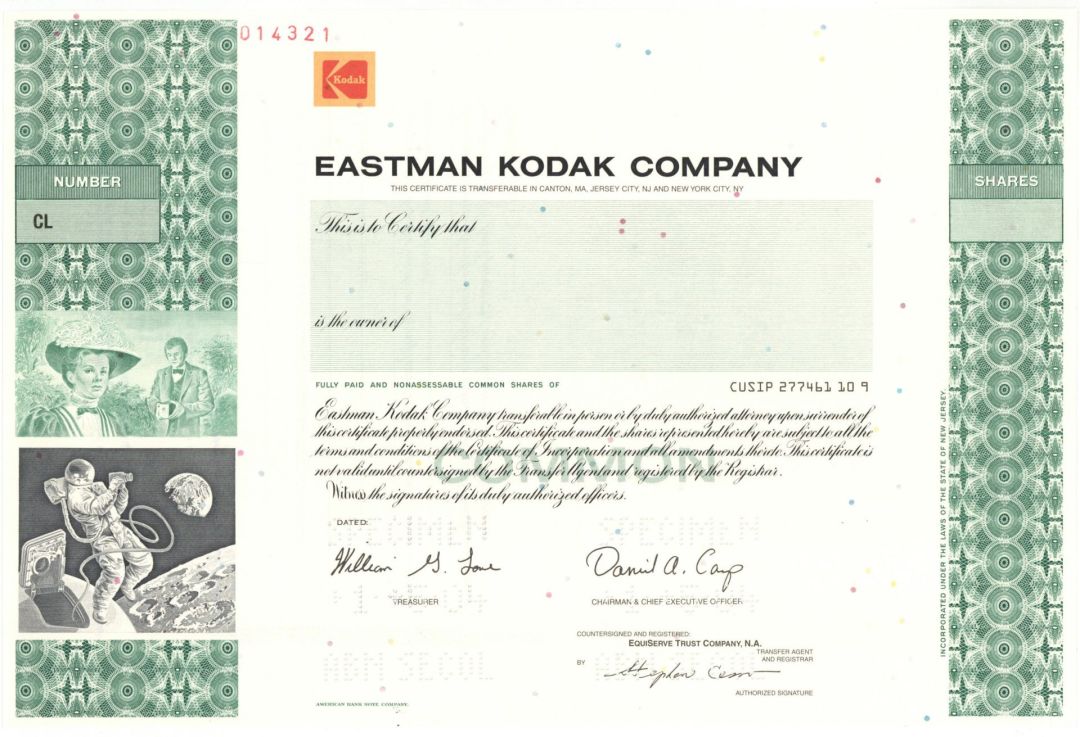 014321
Kodak
EASTMAN KODAK COMPANY
THIS CERTIFICATE IS TRANSFERABLE IN CANTON, MA, JERSEY CITY, NJ AND NEW YORK CITY, NY
NUMBER
CL
SHARES
This is to Certify that
is the owner of
FULLY PAID AND NONASSESSABLE COMMON SHARES OF
CUSIP 277461 10 9
Eastman Kodak Company transferable in person or by duly authorized attorney upon surrender of
this certificate properly endorsed. This certificate and the shares represented hereby are subject to all the
terms and conditions of the Certificate of Incorporation and all amendments thereto. This certificate is
not valid until countersigned by the Transfer Agent and registered by the Registrar.
COMMON
Witness the signatures of its duly authorized officers.
DATED:
SPECIMEN SPECIMEN
William G. Love
Daniel A. Carp
TREASURER
CHAIRMAN & CHIEF EXECUTIVE OFFICER
COUNTERSIGNED AND REGISTERED:
EQUISERVE TRUST COMPANY, N.A.
TRANSFER AGENT
AND REGISTRAR
BY
Stephen
AUTHORIZED SIGNATURE
AMERICAN BANK NOTE COMPANY.
INCORPORATED UNDER THE LAWS OF THE STATE OF NEW JERSEY